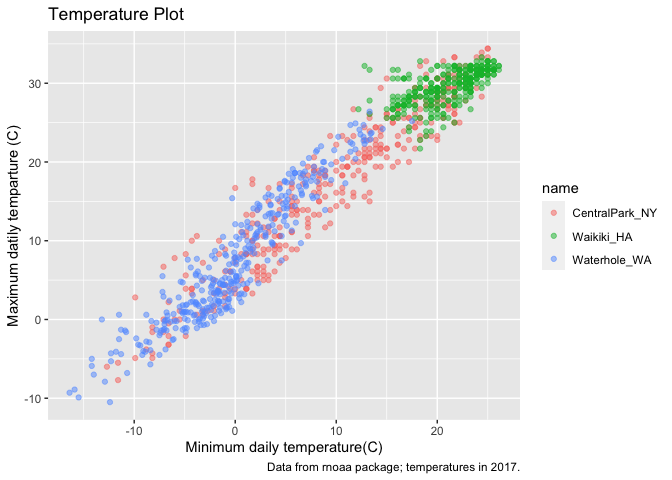 Temperature Plot
Maximum datily temparture (C)
30
20
10
0
-10
-10 0 10 20
Minimum daily temperature(C)
name
CentralPark_NY
Waikiki_HA
Waterhole_WA
Data from moaa package; temperatures in 2017.